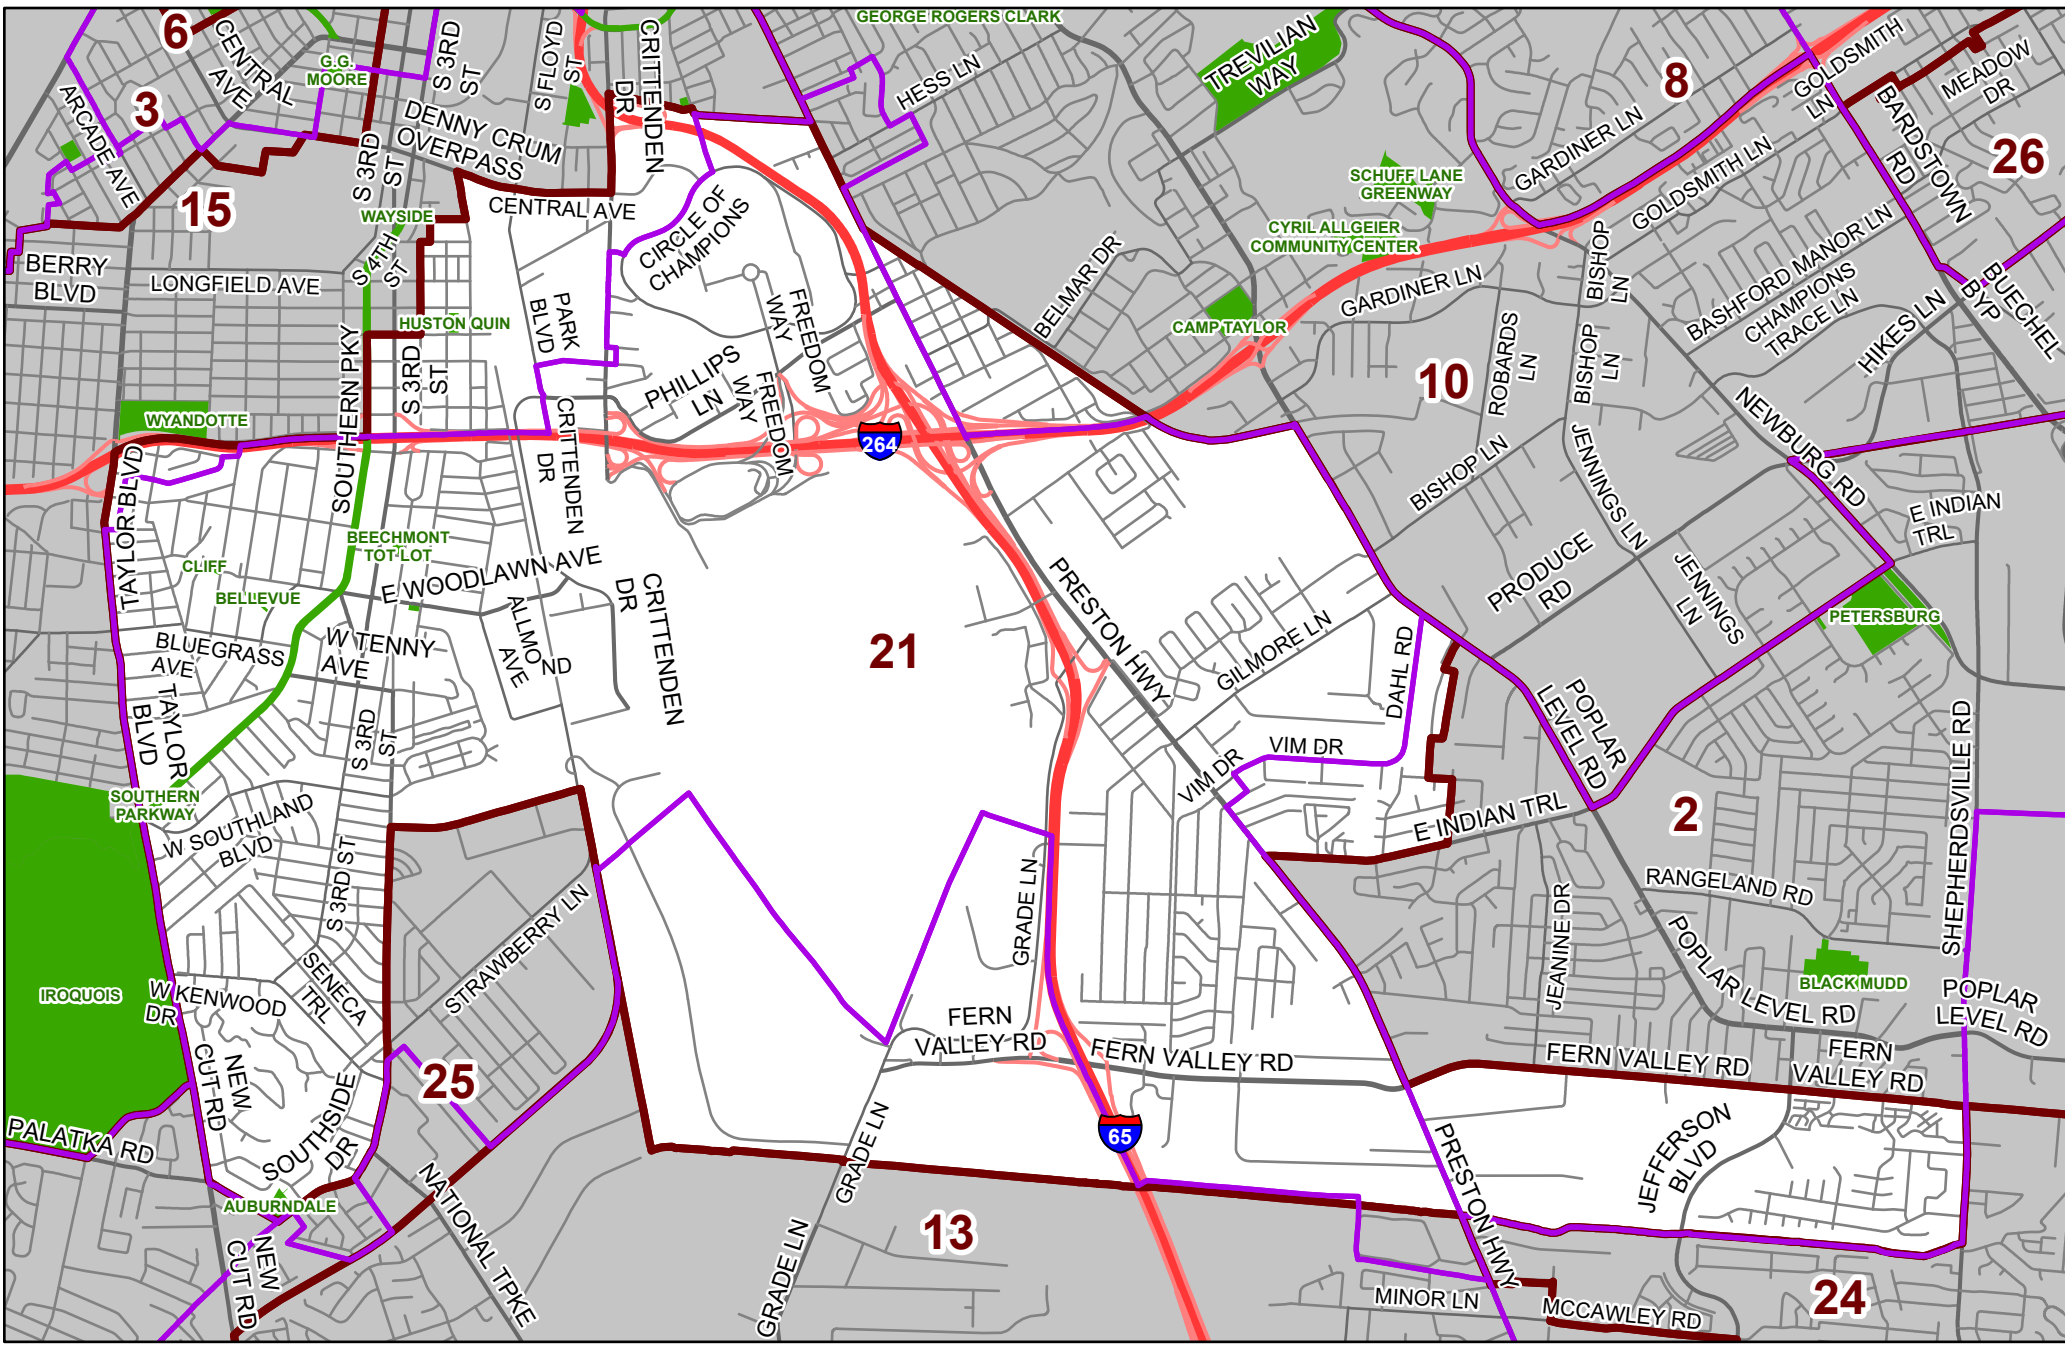 GEORGE ROGERS CLARK
6
CENTRAL
AVE
G.G.
MOORE
S 3RD
ST
S FLOYD
ST
CRITTENDEN
DR
HESS LN
TREVILIAN
WAY
8
GOLDSMITH
LN
MEADOW
DR
BARDSTOWN
RD
26
3
ARCADE AVE
DENNY CRUM
OVERPASS
S 3RD
ST
GARDINER LN
GOLDSMITH LN
SCHUFF LANE
GREENWAY
15
WAYSIDE
CENTRAL AVE
CIRCLE OF
CHAMPIONS
CYRIL ALLGEIER
COMMUNITY CENTER
BISHOP
LN
BASHFORD MANOR LN
BERRY
BLVD
LONGFIELD AVE
S 4TH
ST
PARK
BLVD
FREEDOM
WAY
BELMAR DR
GARDINER LN
CHAMPIONS
TRACE LN
HIKES LN
BUECHEL
BYP
HUSTON QUIN
CAMP TAYLOR
SOUTHERN PKY
S 3RD
ST
PHILLIPS
LN
FREEDOM
WAY
10
ROBARDS
LN
BISHOP
LN
NEWBURG RD
WYANDOTTE
264
TAYLOR BLVD
CRITTENDEN
DR
BISHOP LN
JENNINGS LN
E INDIAN
TRL
BEECHMONT
TOT LOT
CLIFF
BELLEVUE
E WOODLAWN AVE
PRESTON HWY
PRODUCE
RD
JENNINGS
LN
PETERSBURG
BLUEGRASS
AVE
W TENNY
AVE
ALLMOND
AVE
CRITTENDEN
DR
21
GILMORE LN
DAHL RD
TAYLOR
BLVD
S 3RD
ST
VIM DR
VIM DR
POPLAR
LEVEL RD
SHEPHERDSVILLE RD
SOUTHERN
PARKWAY
W SOUTHLAND
BLVD
E INDIAN TRL
2
S 3RD ST
STRAWBERRY LN
GRADE LN
JEANINE DR
RANGELAND RD
IROQUOIS
W KENWOOD
DR
SENECA
TRL
POPLAR LEVEL RD
BLACK MUDD
POPLAR
LEVEL RD
FERN
VALLEY RD
FERN VALLEY RD
FERN VALLEY RD
FERN
VALLEY RD
NEW
CUT RD
25
SOUTHSIDE
DR
65
GRADE LN
PRESTON HWY
JEFFERSON
BLVD
PALATKA RD
NATIONAL TPKE
AUBURNDALE
NEW
CUT RD
13
GRADE LN
MINOR LN
MCCAWLEY RD
24